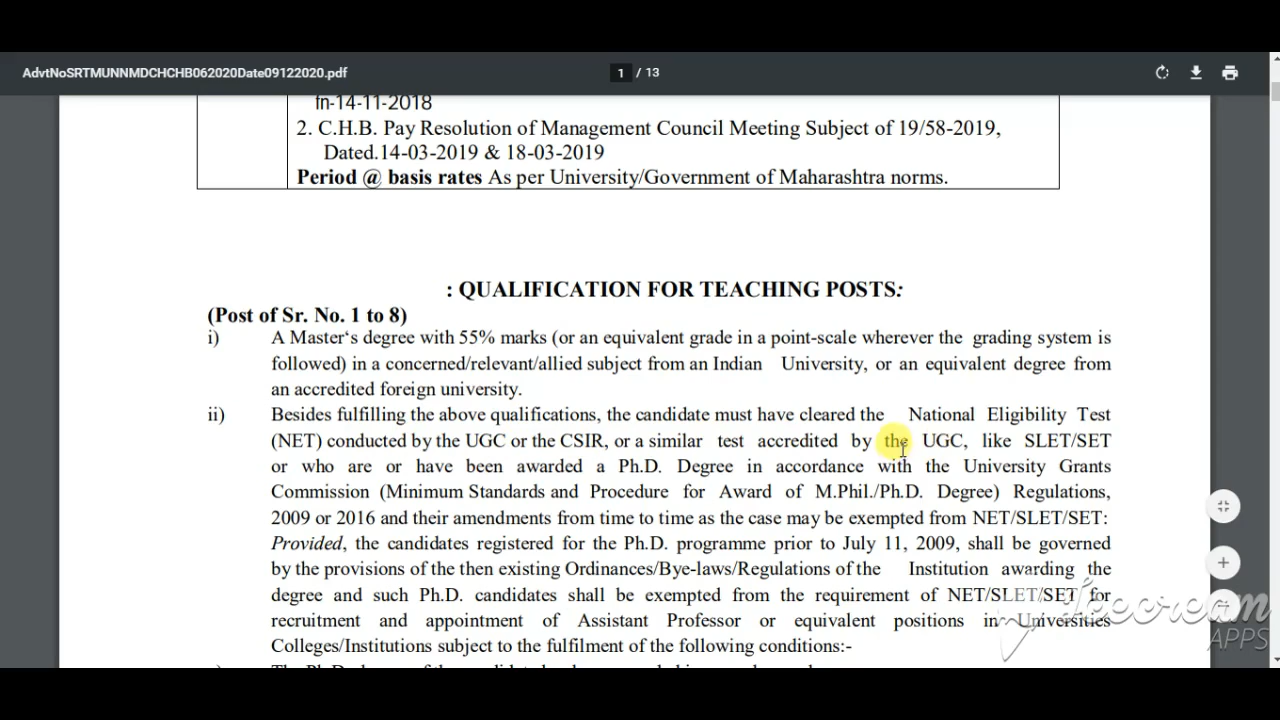 AdvtNoSRTMUNNMDCHCHB062020Date09122020.pdf
1 / 13
fn-14-11-2018
2. C.H.B. Pay Resolution of Management Council Meeting Subject of 19/58-2019,
Dated.14-03-2019 & 18-03-2019
Period @ basis rates As per University/Government of Maharashtra norms.
: QUALIFICATION FOR TEACHING POSTS:
(Post of Sr. No. 1 to 8)
i) A Master‘s degree with 55% marks (or an equivalent grade in a point-scale wherever the grading system is
followed) in a concerned/relevant/allied subject from an Indian University, or an equivalent degree from
an accredited foreign university.
ii) Besides fulfilling the above qualifications, the candidate must have cleared the National Eligibility Test
(NET) conducted by the UGC or the CSIR, or a similar test accredited by the UGC, like SLET/SET
or who are or have been awarded a Ph.D. Degree in accordance with the University Grants
Commission (Minimum Standards and Procedure for Award of M.Phil./Ph.D. Degree) Regulations,
2009 or 2016 and their amendments from time to time as the case may be exempted from NET/SLET/SET:
Provided, the candidates registered for the Ph.D. programme prior to July 11, 2009, shall be governed
by the provisions of the then existing Ordinances/Bye-laws/Regulations of the Institution awarding the
degree and such Ph.D. candidates shall be exempted from the requirement of NET/SLET/SET for
recruitment and appointment of Assistant Professor or equivalent positions in Universities
Colleges/Institutions subject to the fulfilment of the following conditions:-
Icecream
APPS